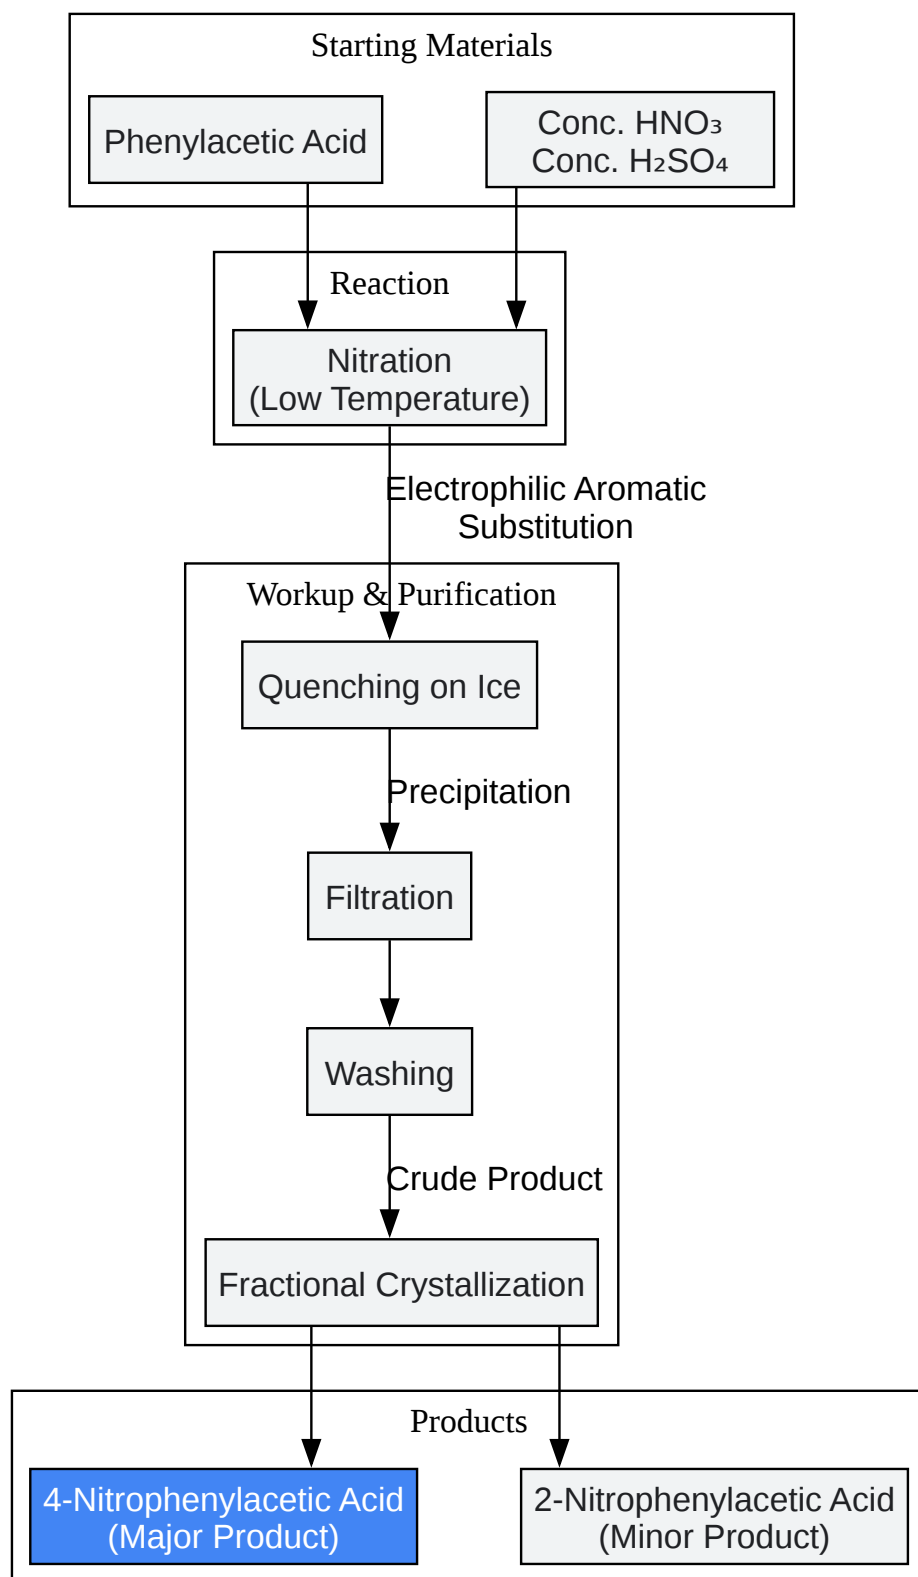 Starting Materials
Phenylacetic Acid
Conc. HNO₃
Conc. H₂SO₄
Reaction
Nitration
(Low Temperature)
Electrophilic Aromatic
Substitution
Workup & Purification
Quenching on Ice
Precipitation
Filtration
Washing
Crude Product
Fractional Crystallization
Products
4-Nitrophenylacetic Acid
(Major Product)
2-Nitrophenylacetic Acid
(Minor Product)